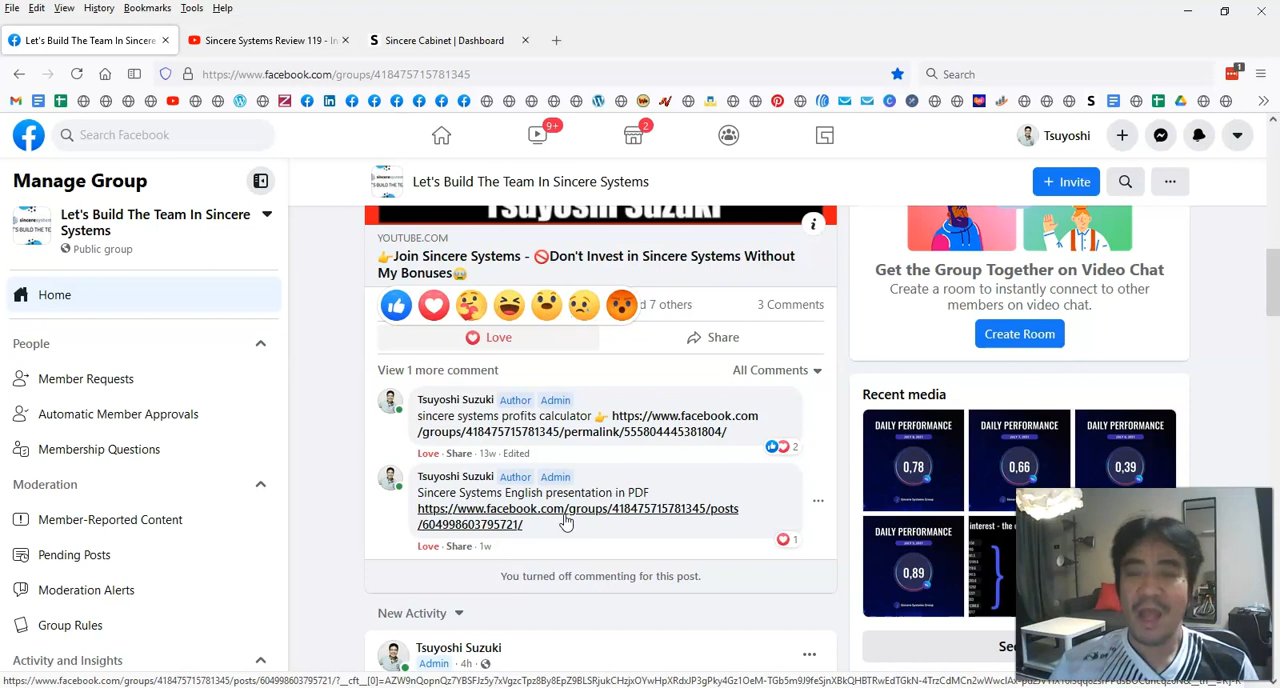 File Edit View History Bookmarks Tools Help
Let's Build The Team In Sincere
Sincere Systems Review 119 - In
Sincere Cabinet | Dashboard
https://www.facebook.com/groups/418475715781345
Search
1
Search Facebook
9+
2
Tsuyoshi
Manage Group
Let's Build The Team In Sincere Systems
+ Invite
Let's Build The Team In Sincere
Systems
Public group
Home
People
Member Requests
Automatic Member Approvals
Membership Questions
Moderation
Member-Reported Content
Pending Posts
Moderation Alerts
Group Rules
Activity and Insights
Tsuyoshi Suzuki
YOUTUBE.COM
👉Join Sincere Systems - 🚫Don't Invest in Sincere Systems Without
My Bonuses😰
d 7 others
3 Comments
Love
Share
View 1 more comment
All Comments
Tsuyoshi Suzuki Author Admin
sincere systems profits calculator 👉 https://www.facebook.com
/groups/418475715781345/permalink/555804445381804/
2
Love · Share · 13w · Edited
Tsuyoshi Suzuki Author Admin
Sincere Systems English presentation in PDF
https://www.facebook.com/groups/418475715781345/posts
/604998603795721/
1
Love · Share · 1w
You turned off commenting for this post.
New Activity
Tsuyoshi Suzuki
Admin · 4h ·
Get the Group Together on Video Chat
Create a room to instantly connect to other
members on video chat.
Create Room
Recent media
DAILY PERFORMANCE
0,78
DAILY PERFORMANCE
0,66
DAILY PERFORMANCE
0,39
DAILY PERFORMANCE
0,89
interest - the